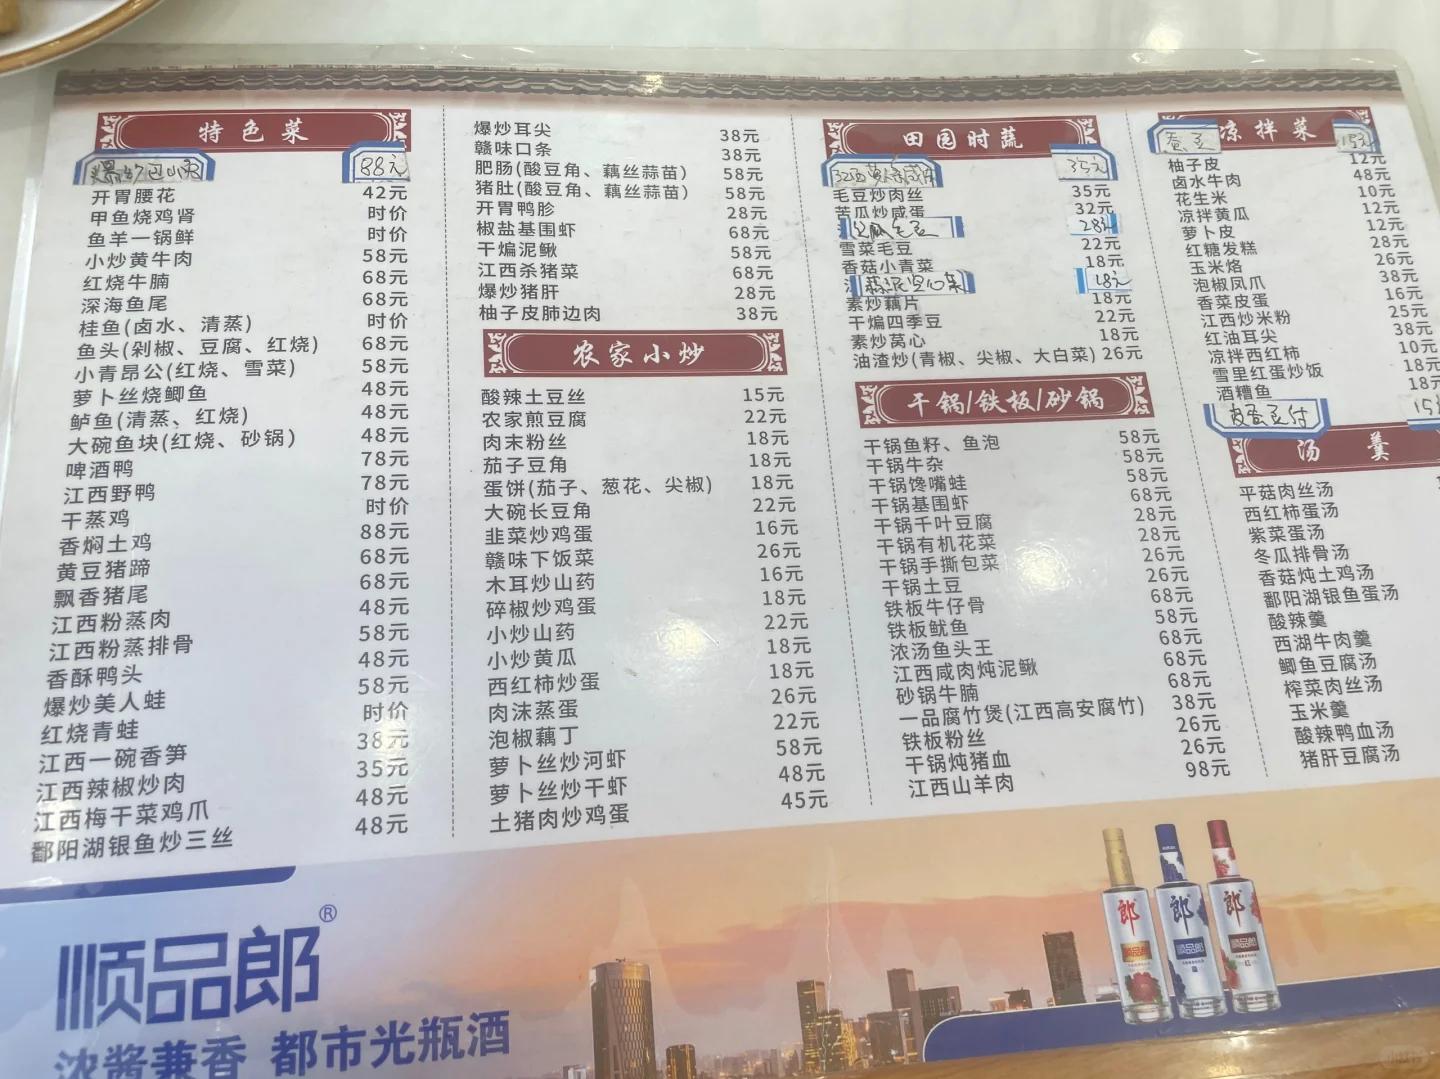 特色菜
88元
开胃腰花 42元
甲鱼烧鸡肾 时价
鱼羊一锅鲜 时价
小炒黄牛肉 58元
红烧牛腩 68元
深海鱼尾 68元
桂鱼(卤水、清蒸) 时价
鱼头(剁椒、豆腐、红烧) 68元
小青昂公(红烧、雪菜) 58元
萝卜丝烧鲫鱼 48元
鲈鱼(清蒸、红烧) 48元
大碗鱼块(红烧、砂锅) 48元
啤酒鸭 78元
江西野鸭 78元
干蒸鸡 时价
香焖土鸡 88元
黄豆猪蹄 68元
飘香猪尾 68元
江西粉蒸肉 48元
江西粉蒸排骨 58元
香酥鸭头 48元
爆炒美人蛙 58元
红烧青蛙 时价
江西一碗香笋 38元
江西辣椒炒肉 35元
江西梅干菜鸡爪 48元
鄱阳湖银鱼炒三丝 48元
爆炒耳尖 38元
赣味口条 38元
肥肠(酸豆角、藕丝蒜苗) 58元
猪肚(酸豆角、藕丝蒜苗) 58元
开胃鸭胗 28元
椒盐基围虾 68元
干煸泥鳅 58元
江西杀猪菜 68元
爆炒猪肝 28元
柚子皮肺边肉 38元
农家小炒
酸辣土豆丝 15元
农家煎豆腐 22元
肉末粉丝 18元
茄子豆角 18元
蛋饼(茄子、葱花、尖椒) 18元
大碗长豆角 22元
韭菜炒鸡蛋 16元
赣味下饭菜 26元
木耳炒山药 16元
碎椒炒鸡蛋 18元
小炒山药 22元
小炒黄瓜 18元
西红柿炒蛋 18元
肉沫蒸蛋 26元
泡椒藕丁 22元
萝卜丝炒河虾 58元
萝卜丝炒干虾 48元
土猪肉炒鸡蛋 45元
田园时蔬
35元
毛豆炒肉丝 35元
苦瓜炒咸蛋 32元
丝瓜毛豆 28元
雪菜毛豆 22元
香菇小青菜 18元
蒜泥空心菜 18元
素炒藕片 18元
干煸四季豆 22元
素炒莴心 18元
油渣炒(青椒、尖椒、大白菜) 26元
干锅/铁板/砂锅
干锅鱼籽、鱼泡 58元
干锅牛杂 58元
干锅馋嘴蛙 58元
干锅基围虾 68元
干锅千叶豆腐 28元
干锅有机花菜 28元
干锅手撕包菜 26元
干锅土豆 26元
铁板牛仔骨 68元
铁板鱿鱼 58元
浓汤鱼头王 68元
江西咸肉炖泥鳅 68元
砂锅牛腩 68元
一品腐竹煲(江西高安腐竹) 38元
铁板粉丝 26元
干锅炖猪血 26元
江西山羊肉 98元
凉拌菜
15元
柚子皮 12元
卤水牛肉 48元
花生米 10元
凉拌黄瓜 12元
萝卜皮 12元
红糖发糕 28元
玉米烙 26元
泡椒凤爪 38元
香菜皮蛋 16元
江西炒米粉 25元
红油耳尖 38元
凉拌西红柿 10元
雪里红蛋炒饭 18元
酒糟鱼 18元
皮蛋豆付
汤羹
平菇肉丝汤
西红柿蛋汤
紫菜蛋汤
冬瓜排骨汤
香菇炖土鸡汤
鄱阳湖银鱼蛋汤
酸辣羹
西湖牛肉羹
鲫鱼豆腐汤
榨菜肉丝汤
玉米羹
酸辣鸭血汤
猪肝豆腐汤
顺品郎®
浓酱兼香 都市光瓶酒
郎 郎 郎
顺品郎 顺品郎 顺品郎
小红书